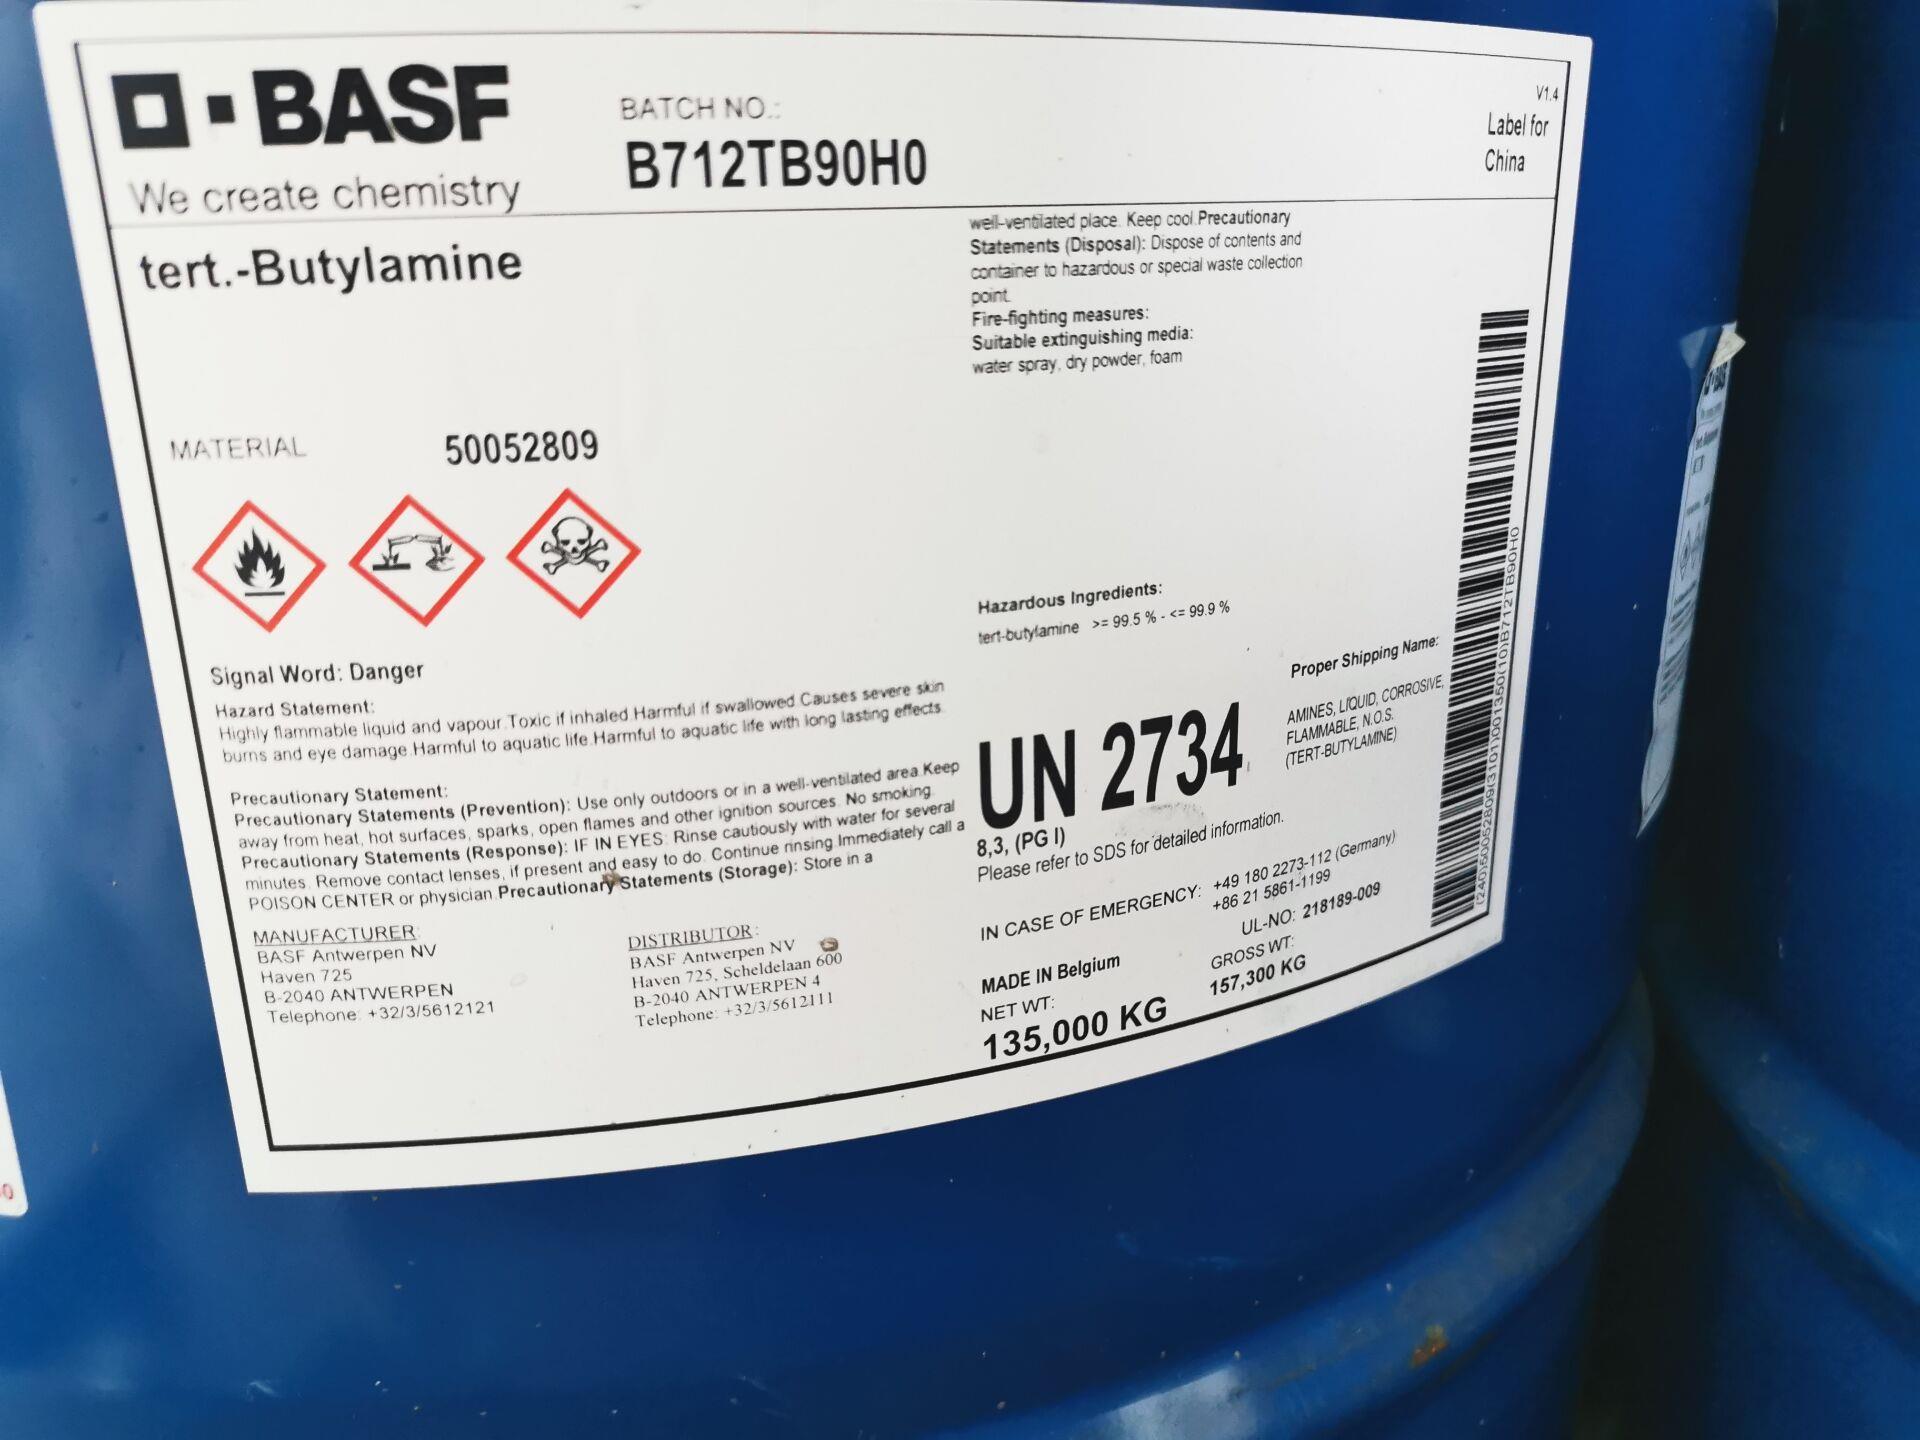 BASF
We create chemistry
BATCH NO.:
B712TB90H0
V1.4
Label for
China
tert.-Butylamine
MATERIAL 50052809
Signal Word: Danger
Hazard Statement:
Highly flammable liquid and vapour.Toxic if inhaled.Harmful if swallowed.Causes severe skin
burns and eye damage.Harmful to aquatic life.Harmful to aquatic life with long lasting effects.
Precautionary Statement:
Precautionary Statements (Prevention): Use only outdoors or in a well-ventilated area.Keep
away from heat, hot surfaces, sparks, open flames and other ignition sources. No smoking.
Precautionary Statements (Response): IF IN EYES: Rinse cautiously with water for several
minutes. Remove contact lenses, if present and easy to do. Continue rinsing.Immediately call a
POISON CENTER or physician.Precautionary Statements (Storage): Store in a
well-ventilated place. Keep cool.Precautionary
Statements (Disposal): Dispose of contents and
container to hazardous or special waste collection
point.
Fire-fighting measures:
Suitable extinguishing media:
water spray, dry powder, foam
Hazardous Ingredients:
tert-butylamine >= 99.5 % - <= 99.9 %
UN 2734
Proper Shipping Name:
AMINES, LIQUID, CORROSIVE,
FLAMMABLE, N.O.S.
(TERT-BUTYLAMINE)
8,3, (PG I)
Please refer to SDS for detailed information.
IN CASE OF EMERGENCY: +49 180 2273-112 (Germany)
+86 21 5861-1199
UL-NO: 218189-009
MADE IN Belgium
NET WT:
135,000 KG
GROSS WT:
157,300 KG
MANUFACTURER:
BASF Antwerpen NV
Haven 725
B-2040 ANTWERPEN
Telephone: +32/3/5612121
DISTRIBUTOR:
BASF Antwerpen NV
Haven 725, Scheldelaan 600
B-2040 ANTWERPEN 4
Telephone: +32/3/5612111
(240)50052809(3101)001350(10)B712TB90H0